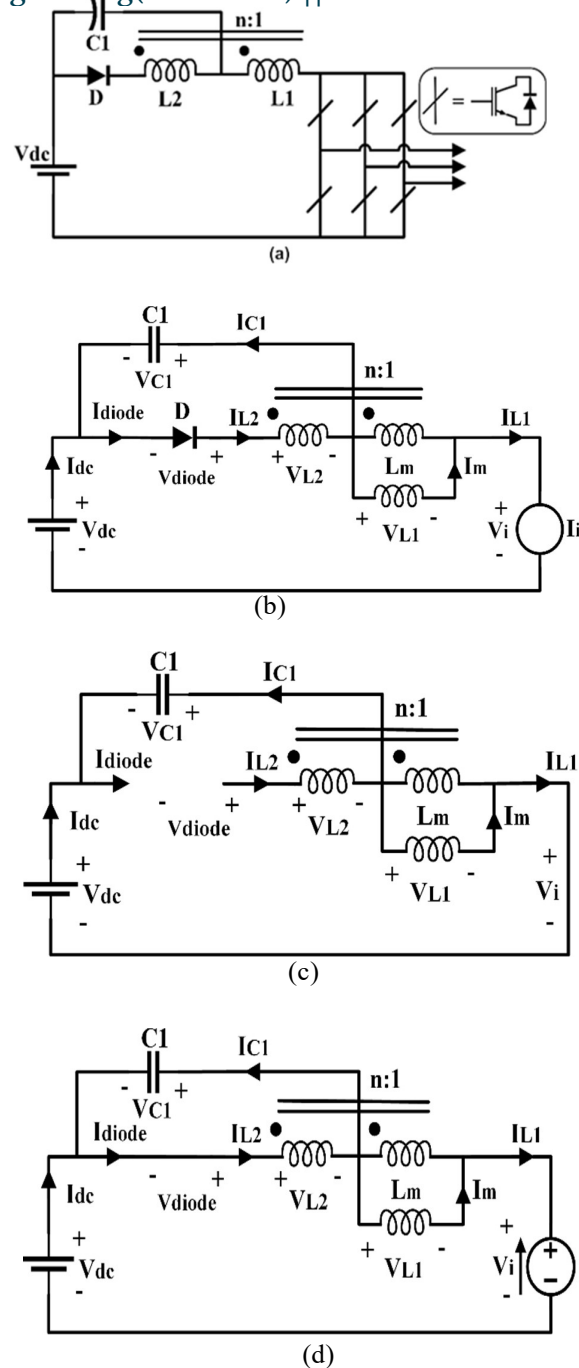 n:1
C1
D
L2
L1
=
Vdc
(a)
C1
IC1
- +
VC1
n:1
Idiode
D
IL2
IL1
- +
Vdiode
+ -
VL2
Lm
Im
Idc
+
Vdc
-
+ -
VL1
+
Vi
-
Ii
(b)
C1
IC1
- +
VC1
n:1
Idiode
IL2
IL1
- +
Vdiode
+ -
VL2
Lm
Im
Idc
+
Vdc
-
+ -
VL1
+
Vi
-
(c)
C1
IC1
- +
VC1
n:1
Idiode
IL2
IL1
- +
Vdiode
+ -
VL2
Lm
Im
Idc
+
Vdc
-
+ -
VL1
+
Vi
-
+
-
(d)